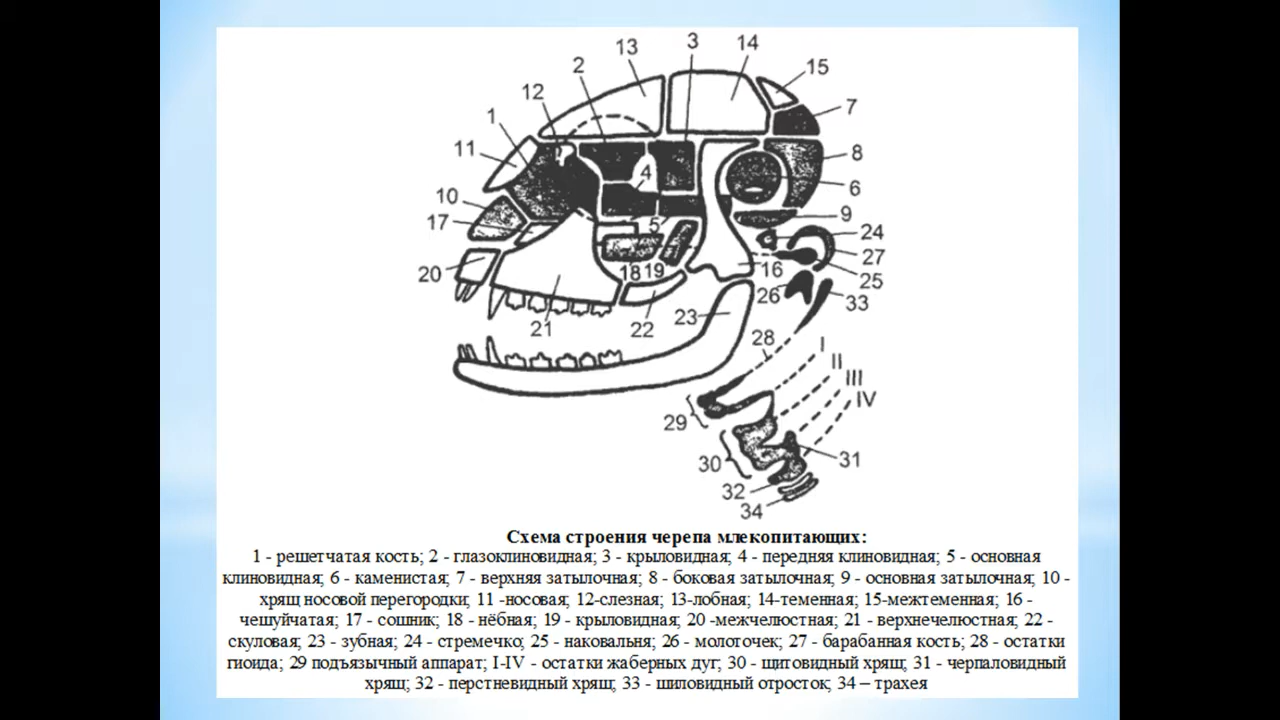 13
3
14
2
15
12
7
1
11
8
4
6
10
9
17
5
24
27
20
18
19
16
25
26
33
21
22
23
28
I
II
III
IV
29
30
31
32
34
Схема строения черепа млекопитающих:
1 - решетчатая кость; 2 - глазоклиновидная; 3 - крыловидная; 4 - передняя клиновидная; 5 - основная
клиновидная; 6 - каменистая; 7 - верхняя затылочная; 8 - боковая затылочная; 9 - основная затылочная; 10 -
хрящ носовой перегородки; 11 -носовая; 12-слезная; 13-лобная; 14-теменная; 15-межтеменная; 16 -
чешуйчатая; 17 - сошник; 18 - нёбная; 19 - крыловидная; 20 -межчелюстная; 21 - верхнечелюстная; 22 -
скуловая; 23 - зубная; 24 - стремечко; 25 - наковальня; 26 - молоточек; 27 - барабанная кость; 28 - остатки
гиоида; 29 подъязычный аппарат; I-IV - остатки жаберных дуг; 30 - щитовидный хрящ; 31 - черпаловидный
хрящ; 32 - перстневидный хрящ; 33 - шиловидный отросток; 34 – трахея